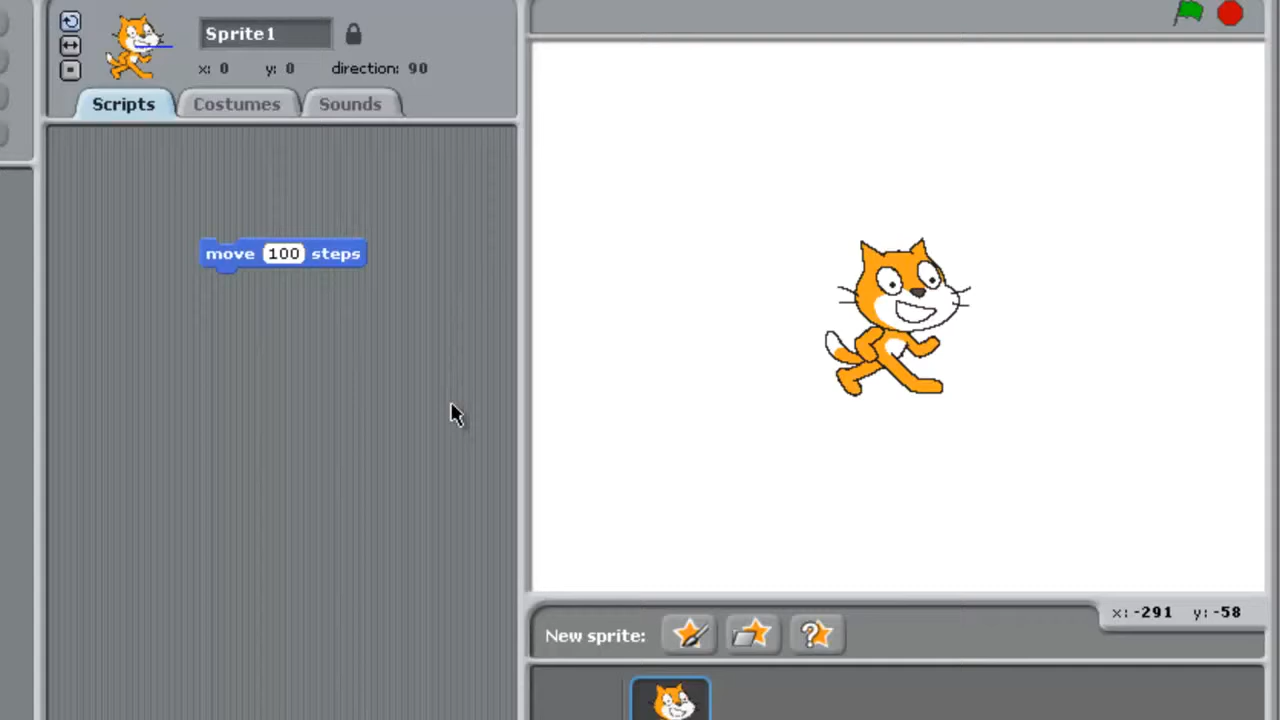 Sprite1
x: 0 y: 0 direction: 90
Scripts Costumes Sounds
move 100 steps
x: -291 y: -58
New sprite: